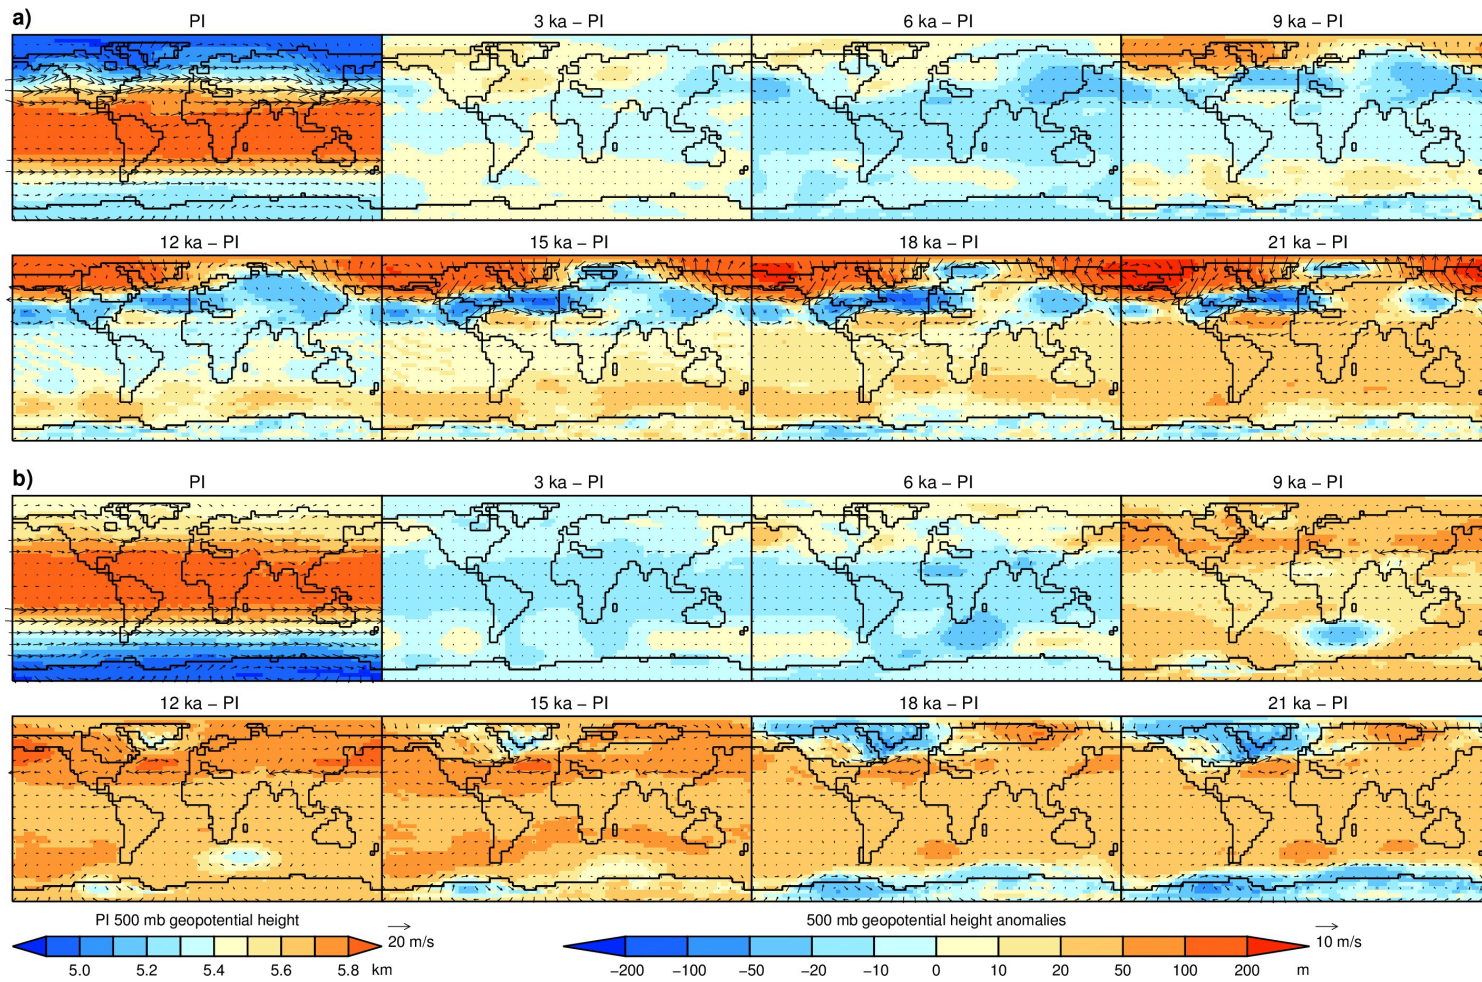 a)
PI
3 ka – PI
6 ka – PI
9 ka – PI
12 ka – PI
15 ka – PI
18 ka – PI
21 ka – PI
b)
PI
3 ka – PI
6 ka – PI
9 ka – PI
12 ka – PI
15 ka – PI
18 ka – PI
21 ka – PI
PI 500 mb geopotential height
20 m/s
5.0 5.2 5.4 5.6 5.8 km
500 mb geopotential height anomalies
10 m/s
−200 −100 −50 −20 −10 0 10 20 50 100 200 m